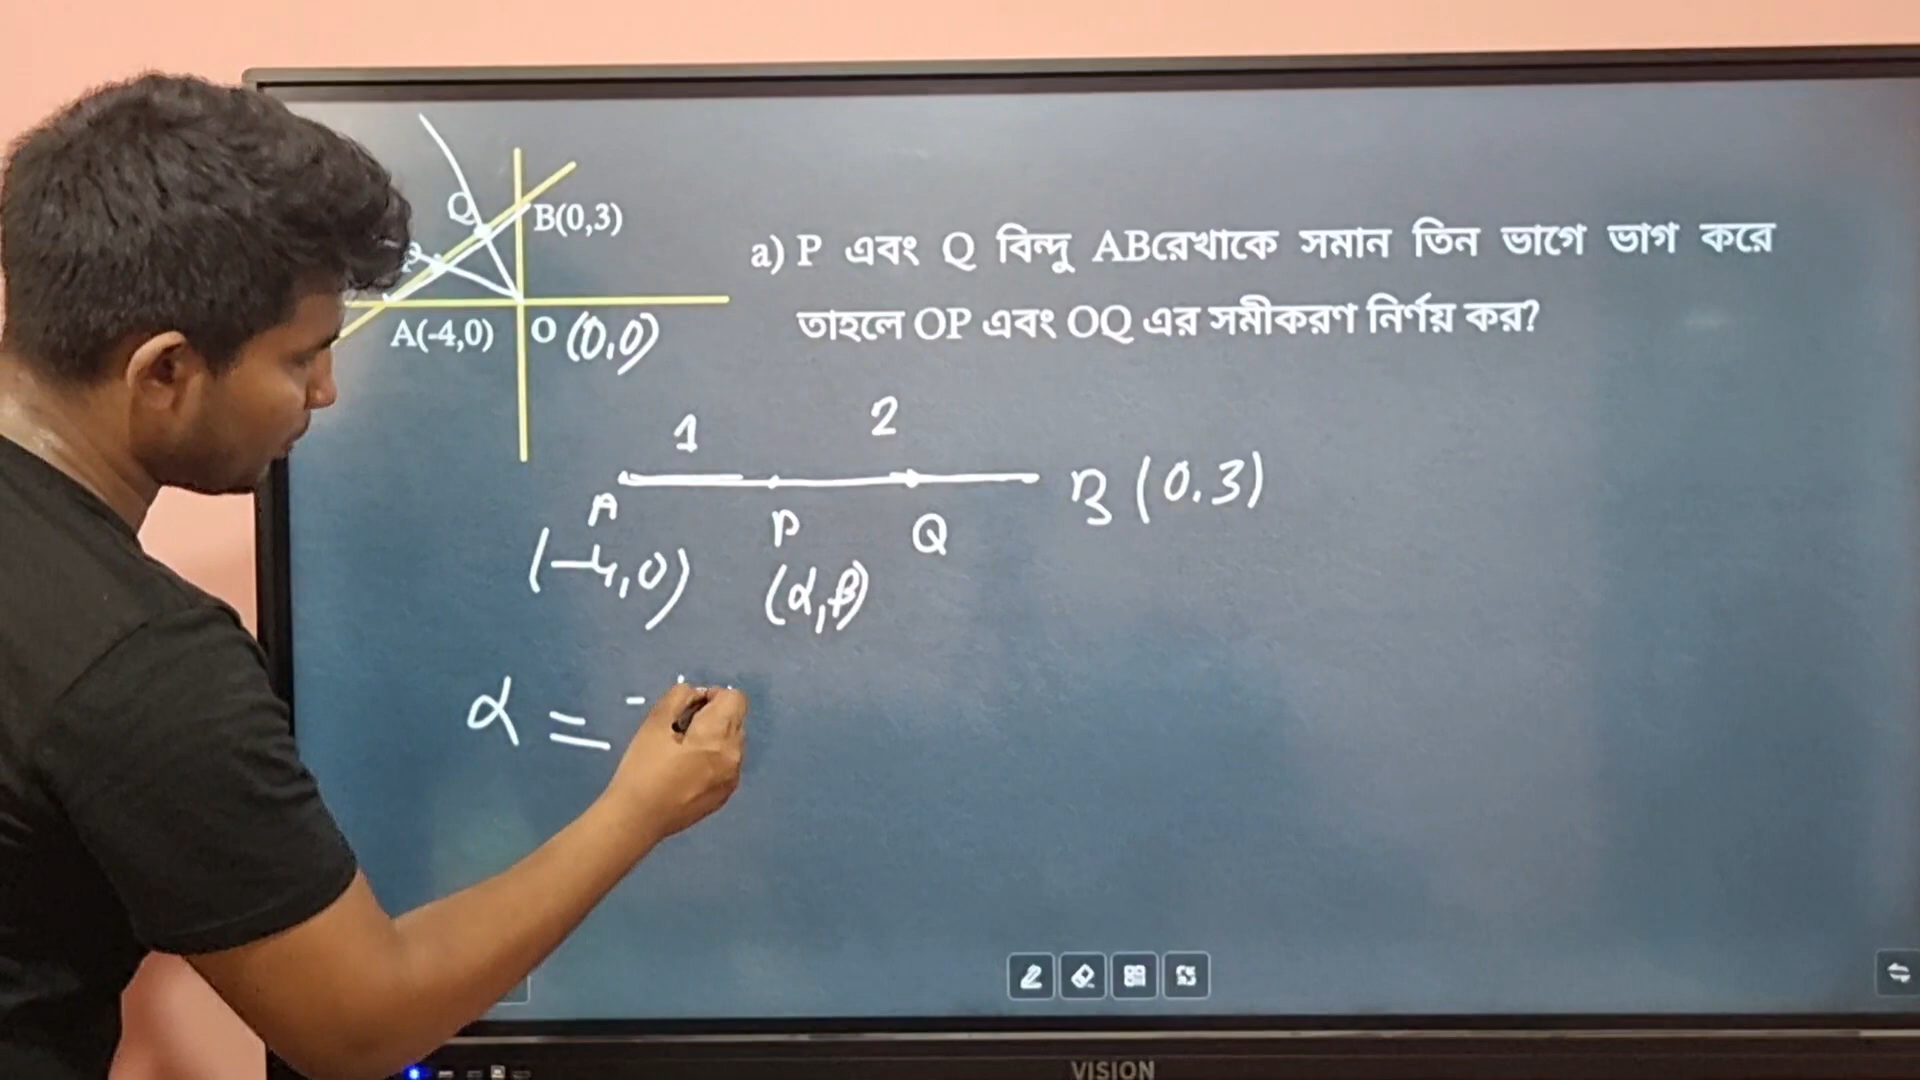 Q
B(0,3)
P
A(-4,0) O (0,0)
a) P এবং Q বিন্দু ABরেখাকে সমান তিন ভাগে ভাগ করে
তাহলে OP এবং OQ এর সমীকরণ নির্ণয় কর?
1 2
A P Q B (0.3)
(-4,0) (α,β)
α = -
VISION